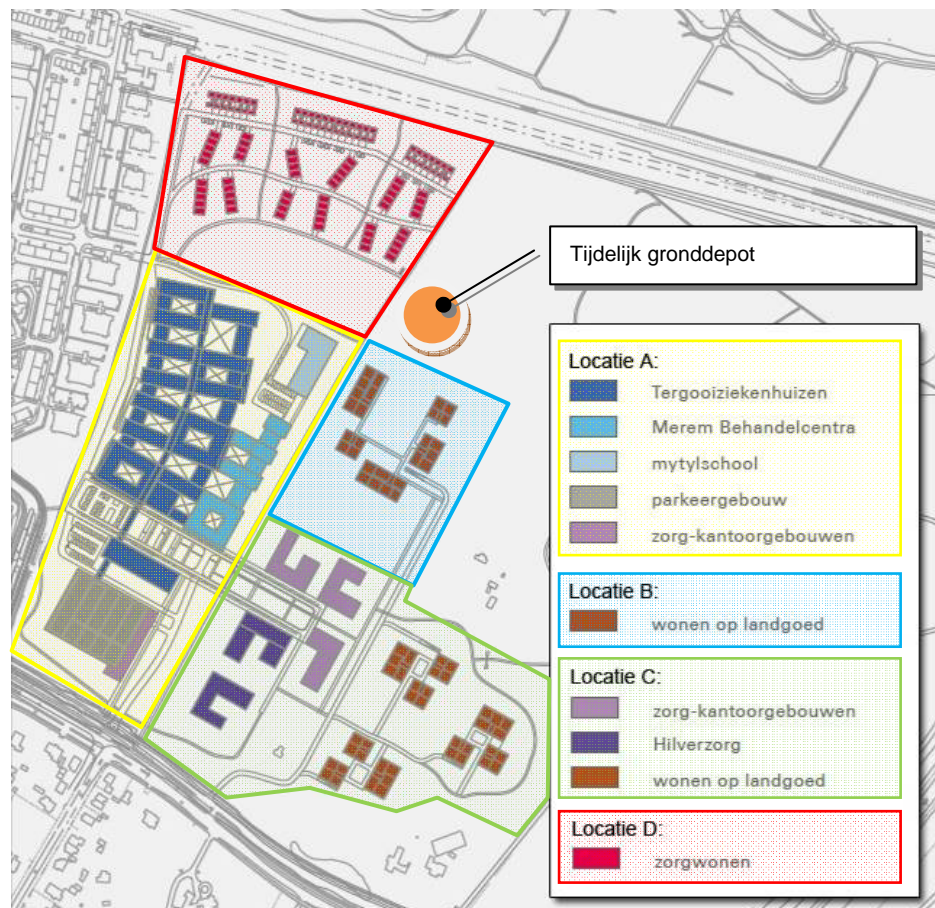 Tijdelijk gronddepot
Locatie A:
Tergooiziekenhuizen
Merem Behandelcentra
mytylschool
parkeergebouw
zorg-kantoorgebouwen
Locatie B:
wonen op landgoed
Locatie C:
zorg-kantoorgebouwen
Hilverzorg
wonen op landgoed
Locatie D:
zorgwonen